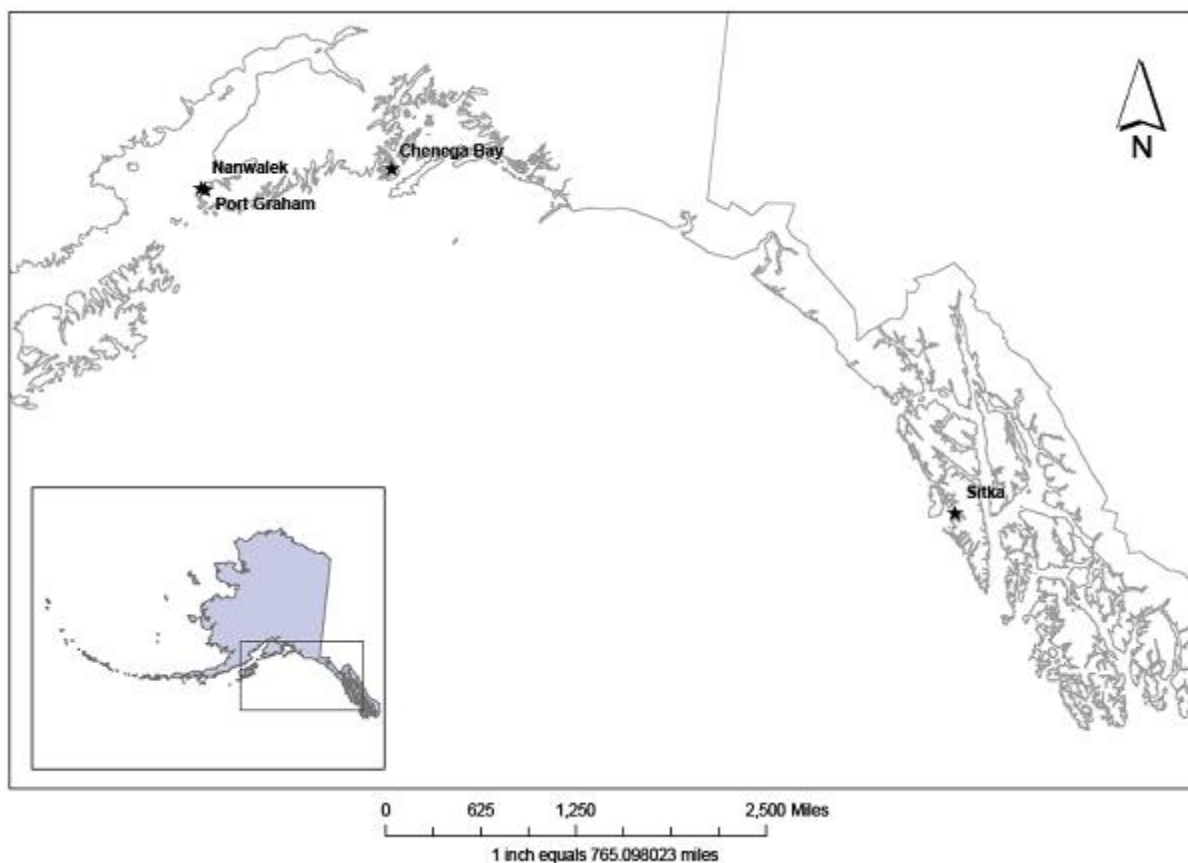 N
Chenega Bay
Nanwalek
Port Graham
Sitka
0 625 1,250 2,500 Miles
1 inch equals 765.098023 miles